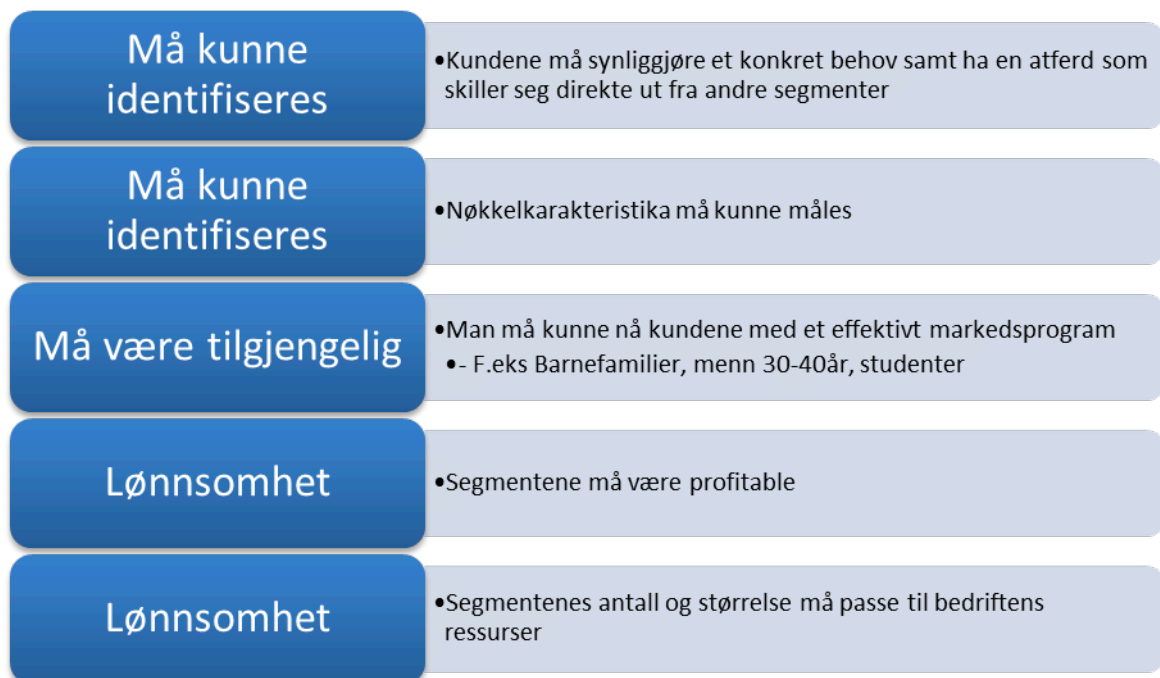 Må kunne
identifiseres
•Kundene må synliggjøre et konkret behov samt ha en atferd som
skiller seg direkte ut fra andre segmenter
Må kunne
identifiseres
•Nøkkelkarakteristika må kunne måles
Må være tilgjengelig
•Man må kunne nå kundene med et effektivt markedsprogram
•- F.eks Barnefamilier, menn 30-40år, studenter
Lønnsomhet
•Segmentene må være profitable
Lønnsomhet
•Segmentenes antall og størrelse må passe til bedriftens
ressurser